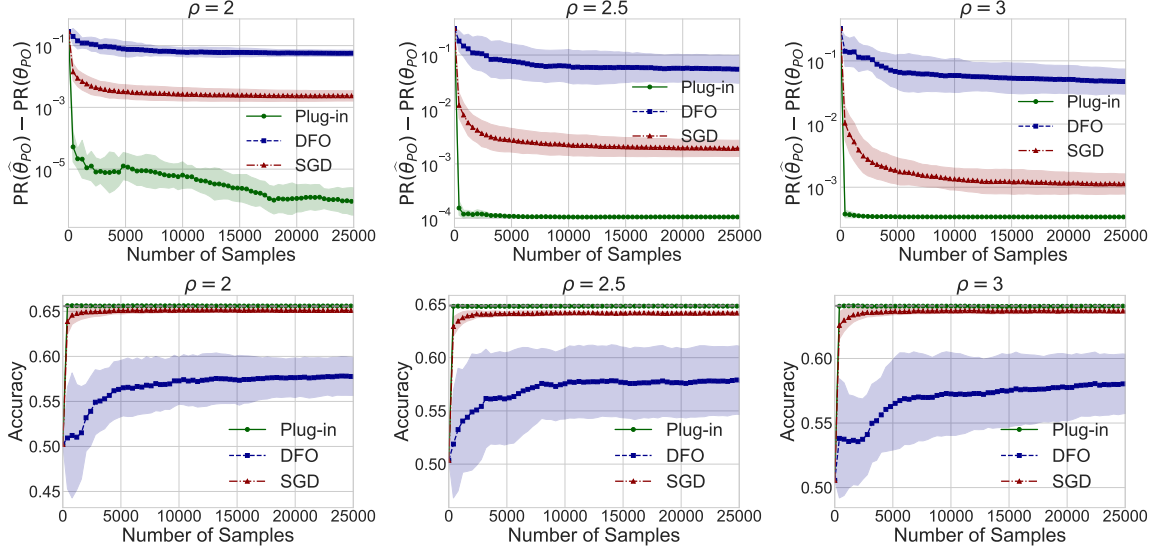 ρ = 2
PR(θ̂_PO) − PR(θ_PO)
10⁻¹
10⁻³
10⁻⁵
Plug-in
DFO
SGD
0 5000 10000 15000 20000 25000
Number of Samples
ρ = 2.5
PR(θ̂_PO) − PR(θ_PO)
10⁻¹
10⁻²
10⁻³
10⁻⁴
Plug-in
DFO
SGD
0 5000 10000 15000 20000 25000
Number of Samples
ρ = 3
PR(θ̂_PO) − PR(θ_PO)
10⁻¹
10⁻²
10⁻³
Plug-in
DFO
SGD
0 5000 10000 15000 20000 25000
Number of Samples
ρ = 2
Accuracy
0.65
0.60
0.55
0.50
0.45
Plug-in
DFO
SGD
0 5000 10000 15000 20000 25000
Number of Samples
ρ = 2.5
Accuracy
0.65
0.60
0.55
0.50
Plug-in
DFO
SGD
0 5000 10000 15000 20000 25000
Number of Samples
ρ = 3
Accuracy
0.60
0.55
0.50
Plug-in
DFO
SGD
0 5000 10000 15000 20000 25000
Number of Samples